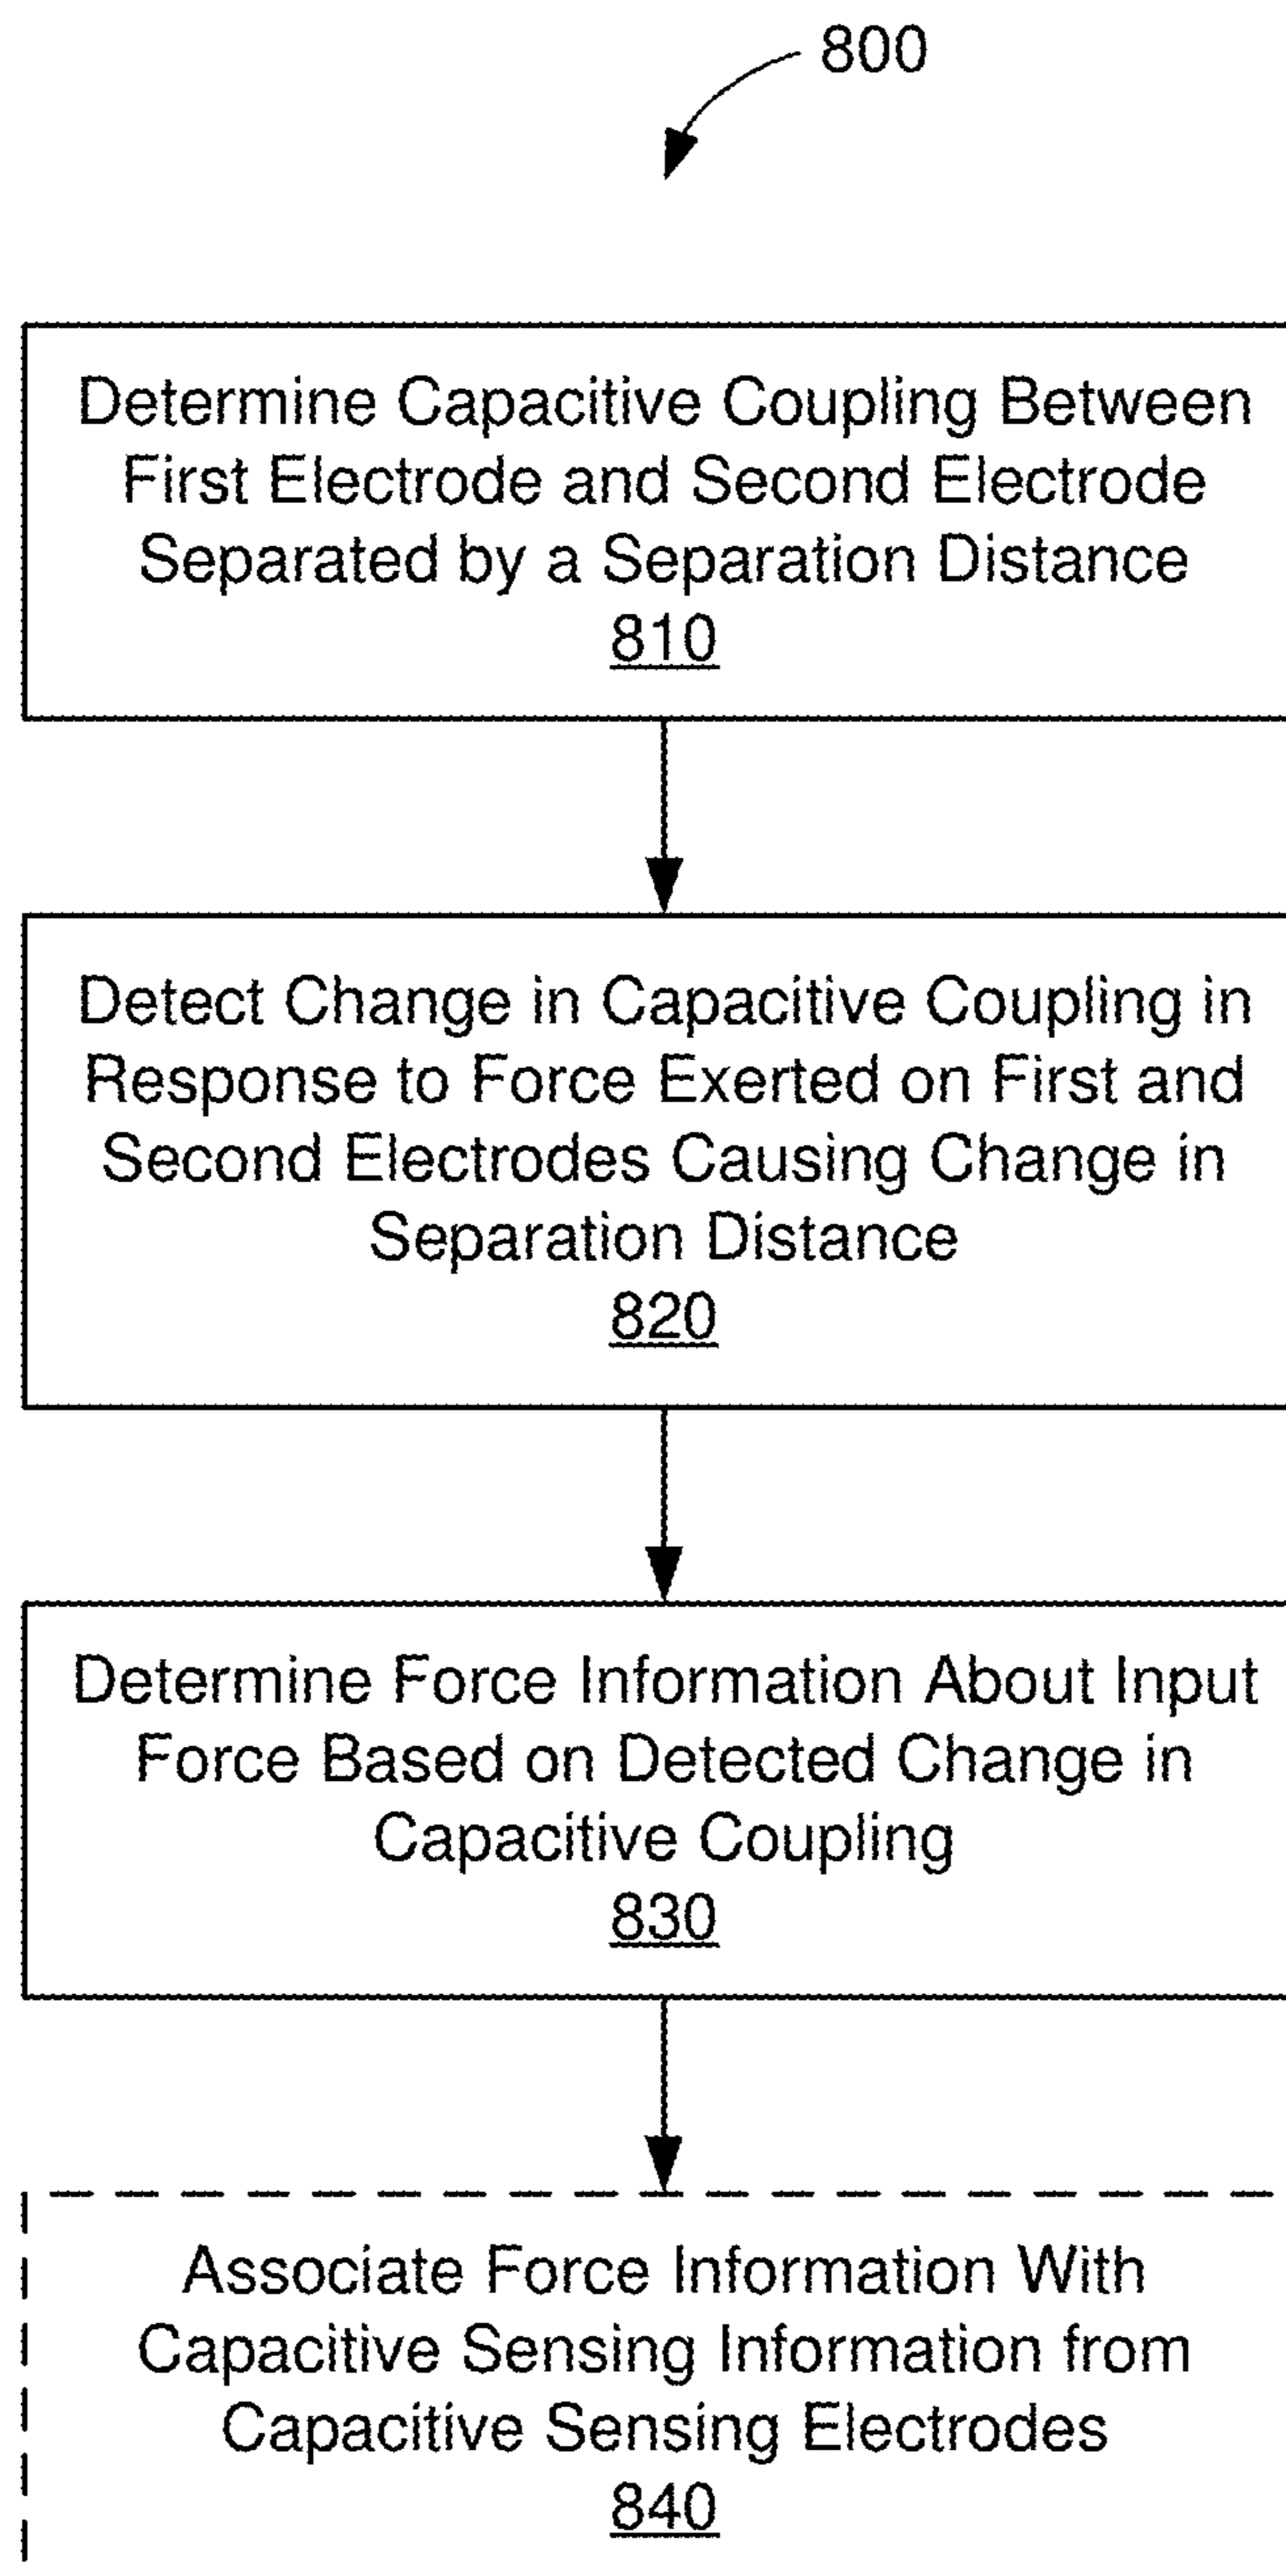 800
Determine Capacitive Coupling Between
First Electrode and Second Electrode
Separated by a Separation Distance
810
Detect Change in Capacitive Coupling in
Response to Force Exerted on First and
Second Electrodes Causing Change in
Separation Distance
820
Determine Force Information About Input
Force Based on Detected Change in
Capacitive Coupling
830
Associate Force Information With
Capacitive Sensing Information from
Capacitive Sensing Electrodes
840